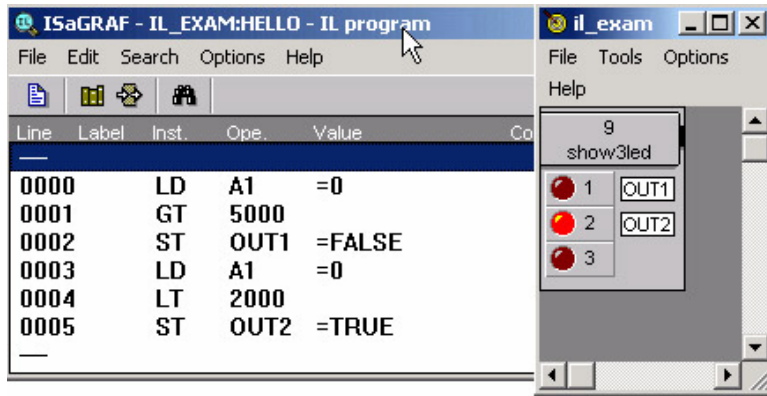 ISaGRAF - IL_EXAM:HELLO - IL program
File Edit Search Options Help
Line Label Inst. Ope. Value Co
0000 LD A1 =0
0001 GT 5000
0002 ST OUT1 =FALSE
0003 LD A1 =0
0004 LT 2000
0005 ST OUT2 =TRUE
il_exam
File Tools Options
Help
9
show3led
1 OUT1
2 OUT2
3